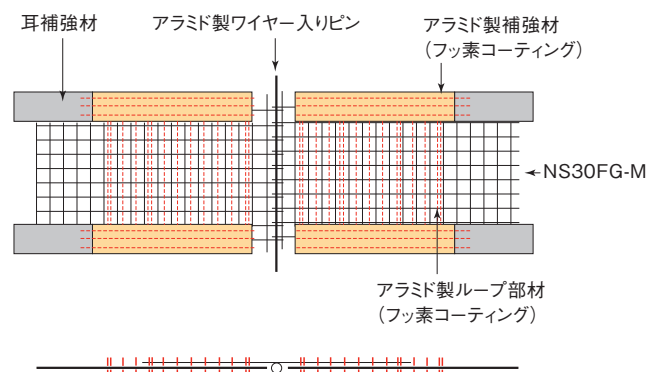 耳補強材
アラミド製ワイヤー入りピン
アラミド製補強材
(フッ素コーティング)
NS30FG-M
アラミド製ループ部材
(フッ素コーティング)